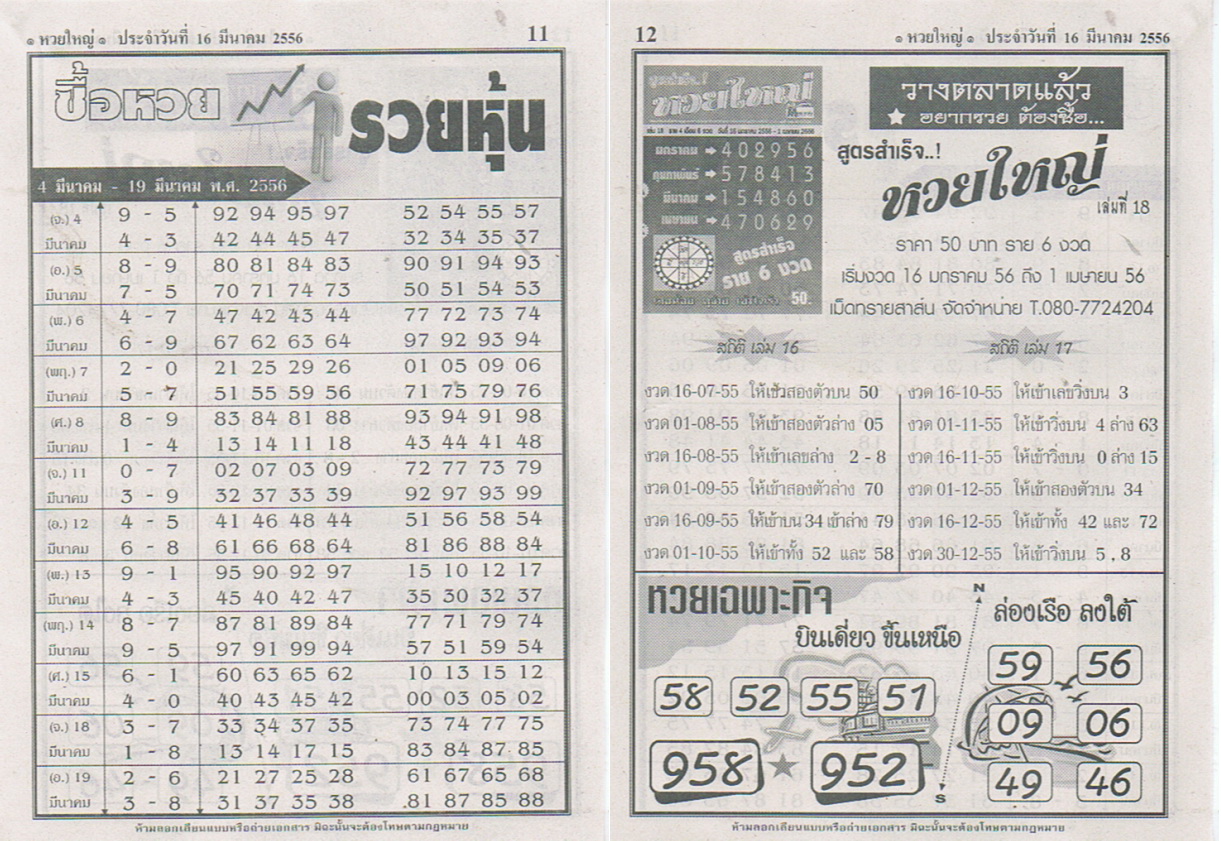 ๑ หวยใหญ่ ๑ ประจำวันที่ 16 มีนาคม 2556
11
ซื้อหวย
รวยหุ้น
4 มีนาคม - 19 มีนาคม พ.ศ. 2556
(จ.) 4 9 - 5 92 94 95 97 52 54 55 57
มีนาคม 4 - 3 42 44 45 47 32 34 35 37
(อ.) 5 8 - 9 80 81 84 83 90 91 94 93
มีนาคม 7 - 5 70 71 74 73 50 51 54 53
(พ.) 6 4 - 7 47 42 43 44 77 72 73 74
มีนาคม 6 - 9 67 62 63 64 97 92 93 94
(พฤ.) 7 2 - 0 21 25 29 26 01 05 09 06
มีนาคม 5 - 7 51 55 59 56 71 75 79 76
(ศ.) 8 8 - 9 83 84 81 88 93 94 91 98
มีนาคม 1 - 4 13 14 11 18 43 44 41 48
(จ.) 11 0 - 7 02 07 03 09 72 77 73 79
มีนาคม 3 - 9 32 37 33 39 92 97 93 99
(อ.) 12 4 - 5 41 46 48 44 51 56 58 54
มีนาคม 6 - 8 61 66 68 64 81 86 88 84
(พ.) 13 9 - 1 95 90 92 97 15 10 12 17
มีนาคม 4 - 3 45 40 42 47 35 30 32 37
(พฤ.) 14 8 - 7 87 81 89 84 77 71 79 74
มีนาคม 9 - 5 97 91 99 94 57 51 59 54
(ศ.) 15 6 - 1 60 63 65 62 10 13 15 12
มีนาคม 4 - 0 40 43 45 42 00 03 05 02
(จ.) 18 3 - 7 33 34 37 35 73 74 77 75
มีนาคม 1 - 8 13 14 17 15 83 84 87 85
(อ.) 19 2 - 6 21 27 25 28 61 67 65 68
มีนาคม 3 - 8 31 37 35 38 81 87 85 88
ห้ามลอกเลียนแบบหรือถ่ายเอกสาร มิฉะนั้นจะต้องโทษตามกฎหมาย
12
๑ หวยใหญ่ ๑ ประจำวันที่ 16 มีนาคม 2556
สูตรสำเร็จ..!
หวยใหญ่
มกราคม 402956
กุมภาพันธ์ 578413
มีนาคม 154860
เมษายน 470629
สูตรสำเร็จ
ราย 6 งวด
50.-
วางตลาดแล้ว
★ อยากรวย ต้องซื้อ...
สูตรสำเร็จ..!
หวยใหญ่
เล่มที่ 18
ราคา 50 บาท ราย 6 งวด
เริ่มงวด 16 มกราคม 56 ถึง 1 เมษายน 56
เม็ดทรายสาส์น จัดจำหน่าย T.080-7724204
สถิติ เล่ม 16
งวด 16-07-55 ให้เข้าสองตัวบน 50
งวด 01-08-55 ให้เข้าสองตัวล่าง 05
งวด 16-08-55 ให้เข้าเลขล่าง 2 - 8
งวด 01-09-55 ให้เข้าสองตัวล่าง 70
งวด 16-09-55 ให้เข้าบน 34 เข้าล่าง 79
งวด 01-10-55 ให้เข้าทั้ง 52 และ 58
สถิติ เล่ม 17
งวด 16-10-55 ให้เข้าเลขวิ่งบน 3
งวด 01-11-55 ให้เข้าวิ่งบน 4 ล่าง 63
งวด 16-11-55 ให้เข้าวิ่งบน 0 ล่าง 15
งวด 01-12-55 ให้เข้าสองตัวบน 34
งวด 16-12-55 ให้เข้าทั้ง 42 และ 72
งวด 30-12-55 ให้เข้าวิ่งบน 5 , 8
หวยเฉพาะกิจ
บินเดี่ยว ขึ้นเหนือ
58 52 55 51
958 ★ 952
N
S
ล่องเรือ ลงใต้
59 56
09 06
49 46
ห้ามลอกเลียนแบบหรือถ่ายเอกสาร มิฉะนั้นจะต้องโทษตามกฎหมาย